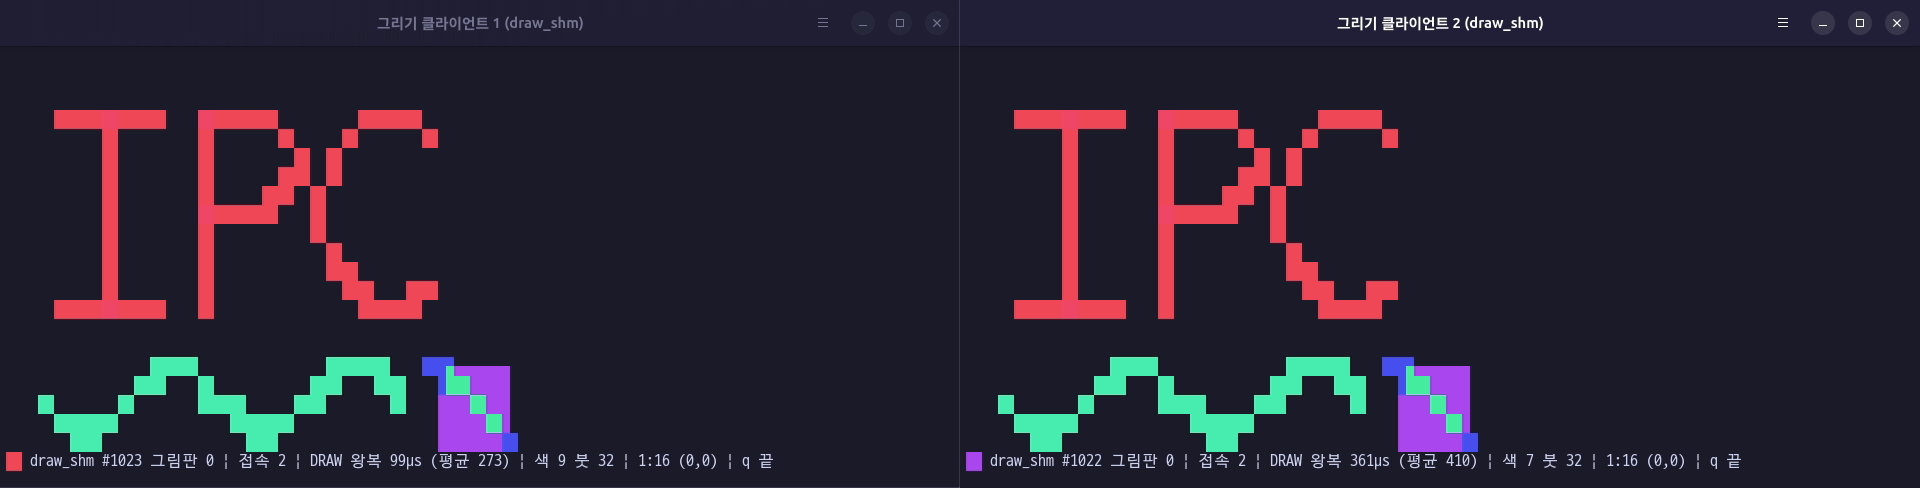 그리기 클라이언트 1 (draw_shm)
그리기 클라이언트 2 (draw_shm)
IPC
IPC
draw_shm #1023 그림판 0 ¦ 접속 2 ¦ DRAW 왕복 99µs (평균 273) ¦ 색 9 붓 32 ¦ 1:16 (0,0) ¦ q 끝
draw_shm #1022 그림판 0 ¦ 접속 2 ¦ DRAW 왕복 361µs (평균 410) ¦ 색 7 붓 32 ¦ 1:16 (0,0) ¦ q 끝